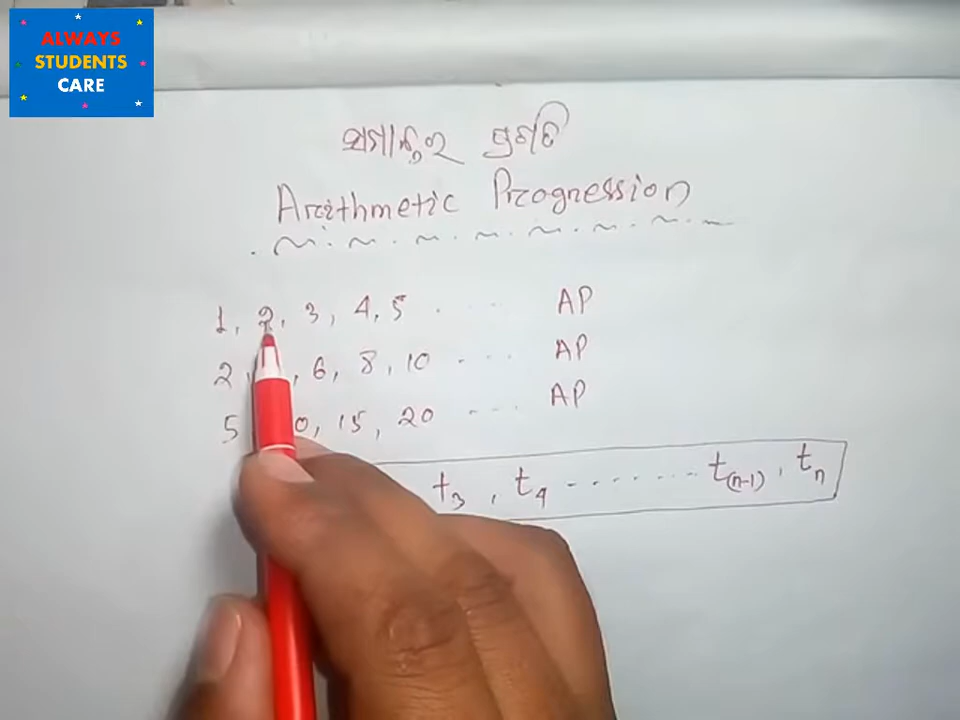 ALWAYS
STUDENTS
CARE
ସମାନ୍ତର ପ୍ରଗତି
Arithmetic Progression
1, 2, 3, 4, 5 . . . . AP
2, 6, 8, 10 . . . . AP
5 0, 15, 20 . . . . AP
t3, t4 . . . . . . . . t(n-1), tn